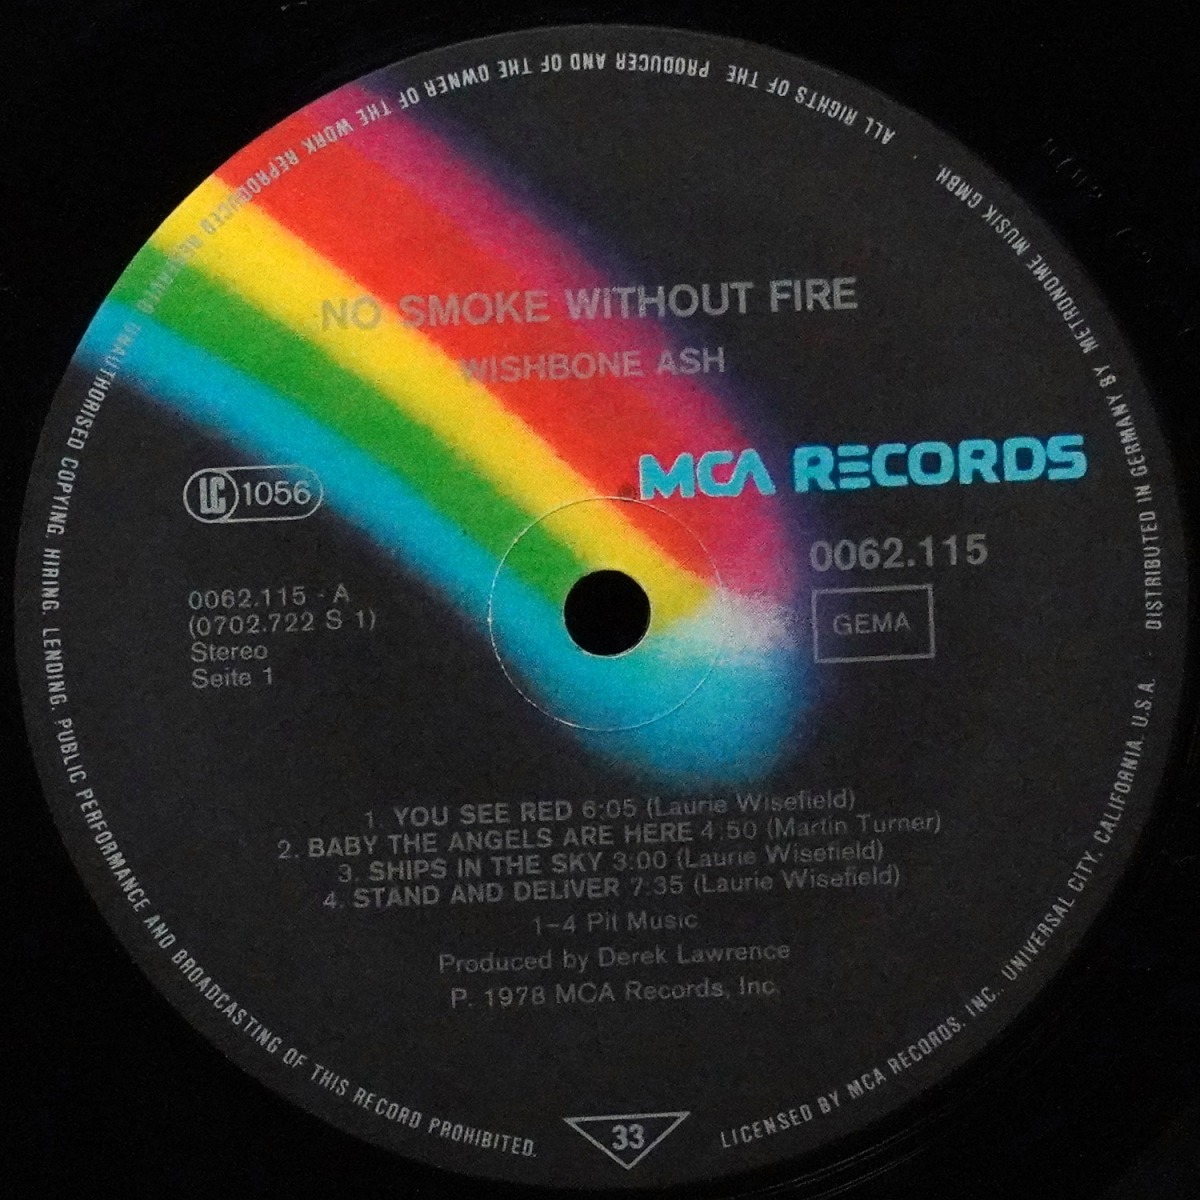 NO SMOKE WITHOUT FIRE
WISHBONE ASH
MCA RECORDS
LC 1056
0062.115
GEMA
0062.115 - A
(0702.722 S 1)
Stereo
Seite 1
1. YOU SEE RED 6:05 (Laurie Wisefield)
2. BABY THE ANGELS ARE HERE 4:50 (Martin Turner)
3. SHIPS IN THE SKY 3:00 (Laurie Wisefield)
4. STAND AND DELIVER 7:35 (Laurie Wisefield)
1–4 Pit Music
Produced by Derek Lawrence
P. 1978 MCA Records, Inc.
33
ALL RIGHTS OF THE PRODUCER AND OF THE OWNER OF THE WORK REPRODUCED RESERVED UNAUTHORISED COPYING, HIRING, LENDING, PUBLIC PERFORMANCE AND BROADCASTING OF THIS RECORD PROHIBITED.
LICENSED BY MCA RECORDS, INC., UNIVERSAL CITY, CALIFORNIA, U.S.A. · DISTRIBUTED IN GERMANY BY METRONOME MUSIK GMBH.